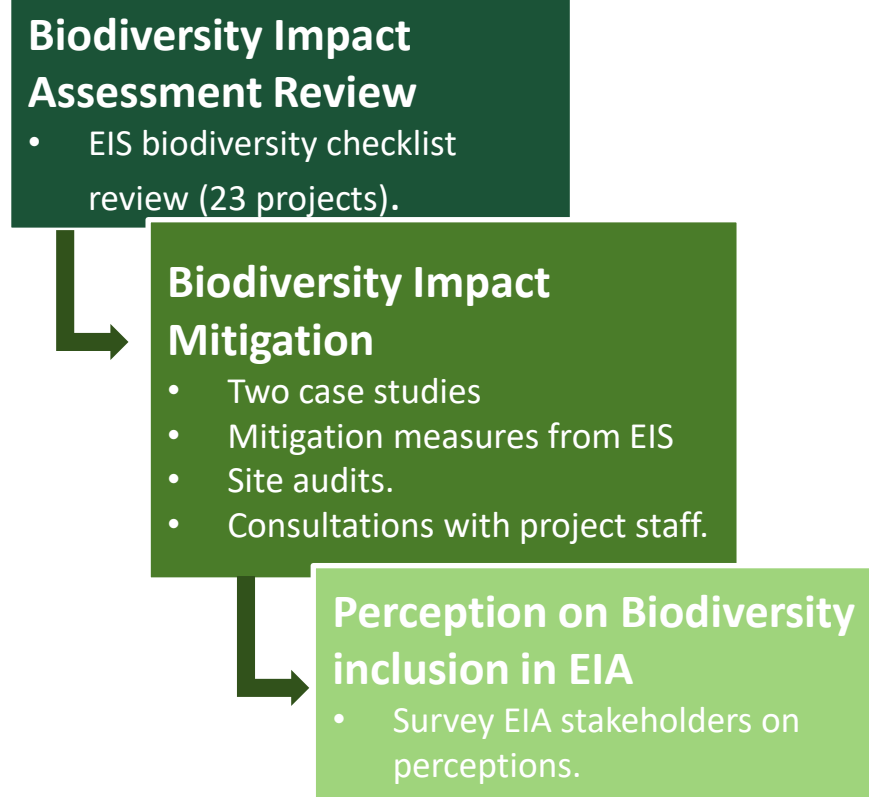 Biodiversity Impact
Assessment Review
• EIS biodiversity checklist
review (23 projects).
Biodiversity Impact
Mitigation
• Two case studies
• Mitigation measures from EIS
• Site audits.
• Consultations with project staff.
Perception on Biodiversity
inclusion in EIA
• Survey EIA stakeholders on
perceptions.